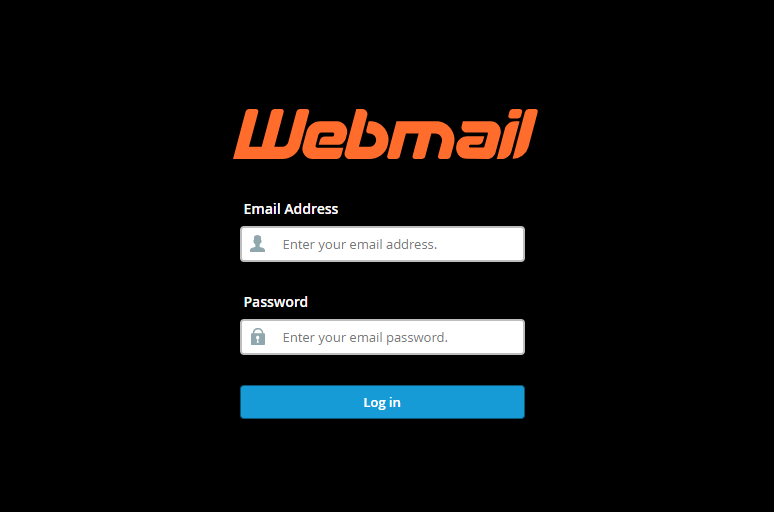 Webmail
Email Address
Enter your email address.
Password
Enter your email password.
Log in